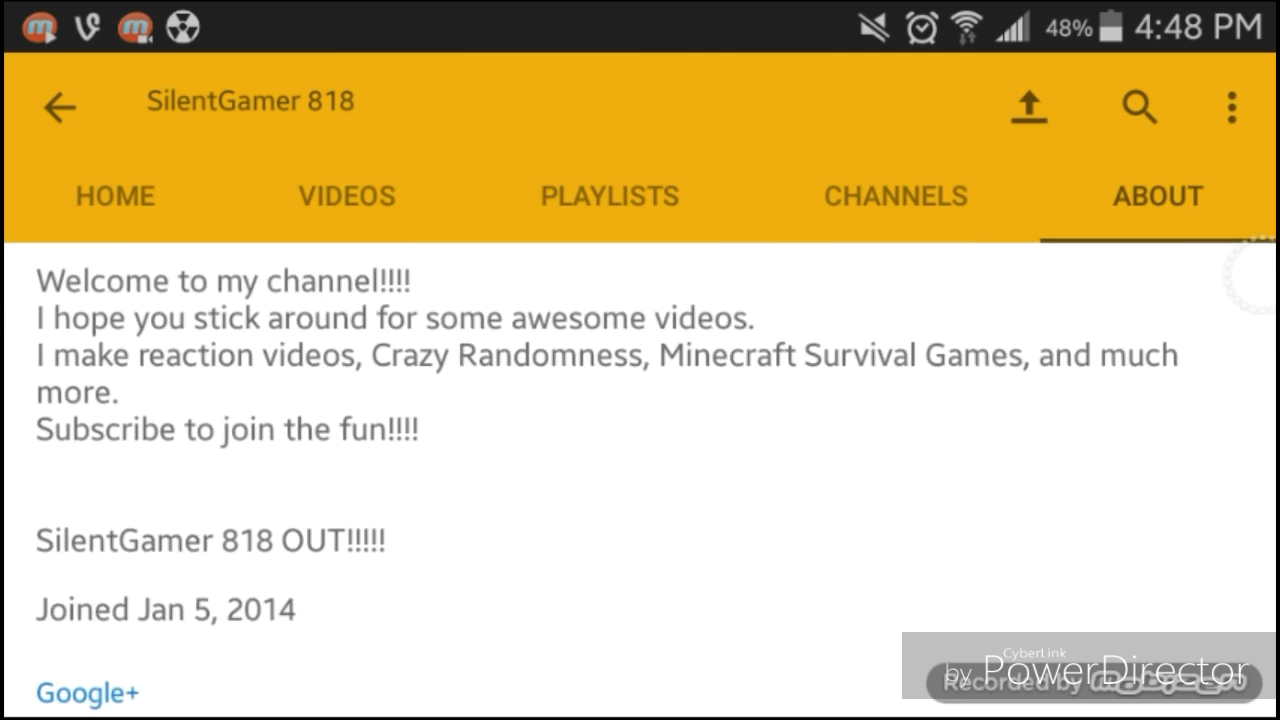 48% 4:48 PM
SilentGamer 818
HOME VIDEOS PLAYLISTS CHANNELS ABOUT
Welcome to my channel!!!!
I hope you stick around for some awesome videos.
I make reaction videos, Crazy Randomness, Minecraft Survival Games, and much
more.
Subscribe to join the fun!!!!
SilentGamer 818 OUT!!!!!
Joined Jan 5, 2014
Google+
CyberLink
by PowerDirector
Recorded by